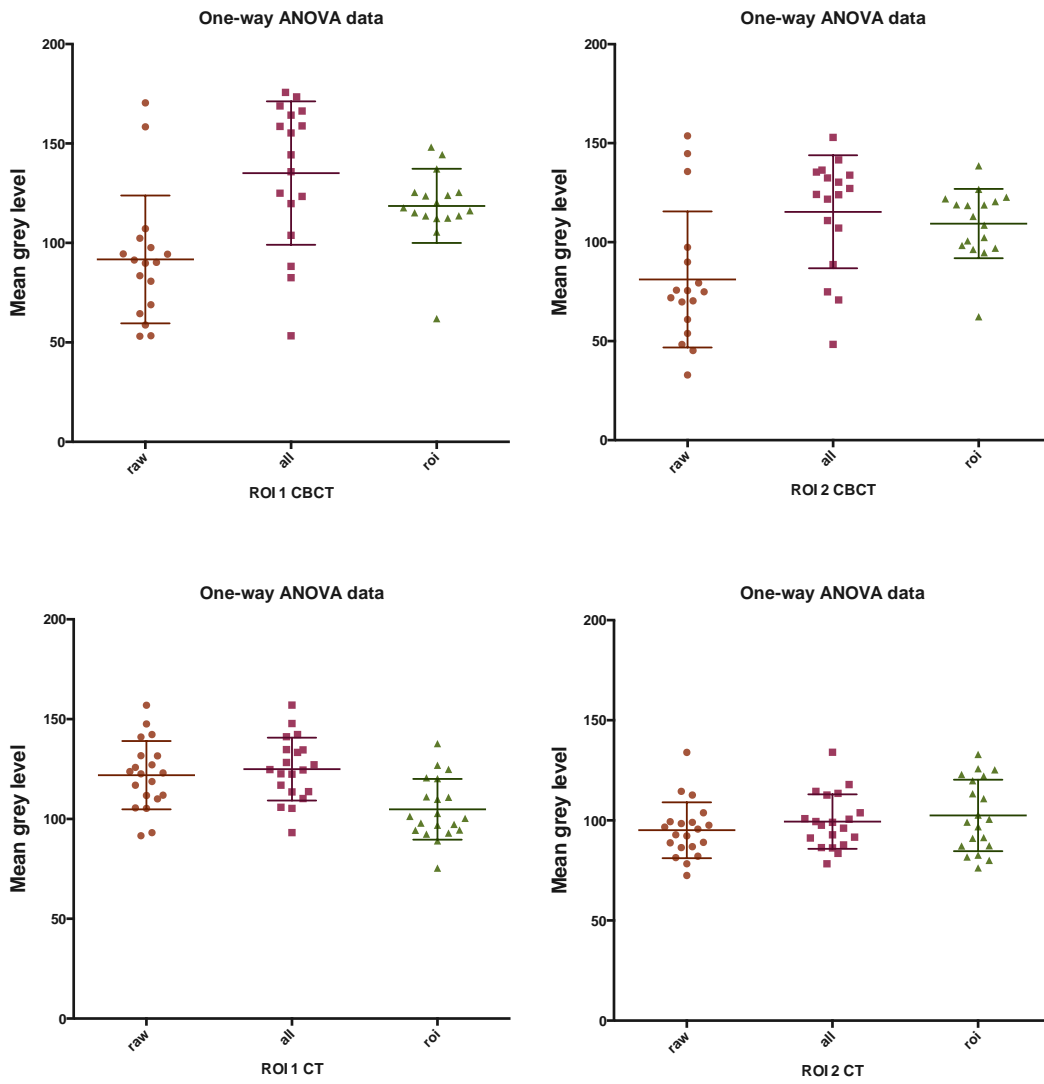 One-way ANOVA data
200
150
100
50
0
Mean grey level
raw
all
roi
ROI 1 CBCT
One-way ANOVA data
200
150
100
50
0
Mean grey level
raw
all
roi
ROI 2 CBCT
One-way ANOVA data
200
150
100
50
0
Mean grey level
raw
all
roi
ROI 1 CT
One-way ANOVA data
200
150
100
50
0
Mean grey level
raw
all
roi
ROI 2 CT